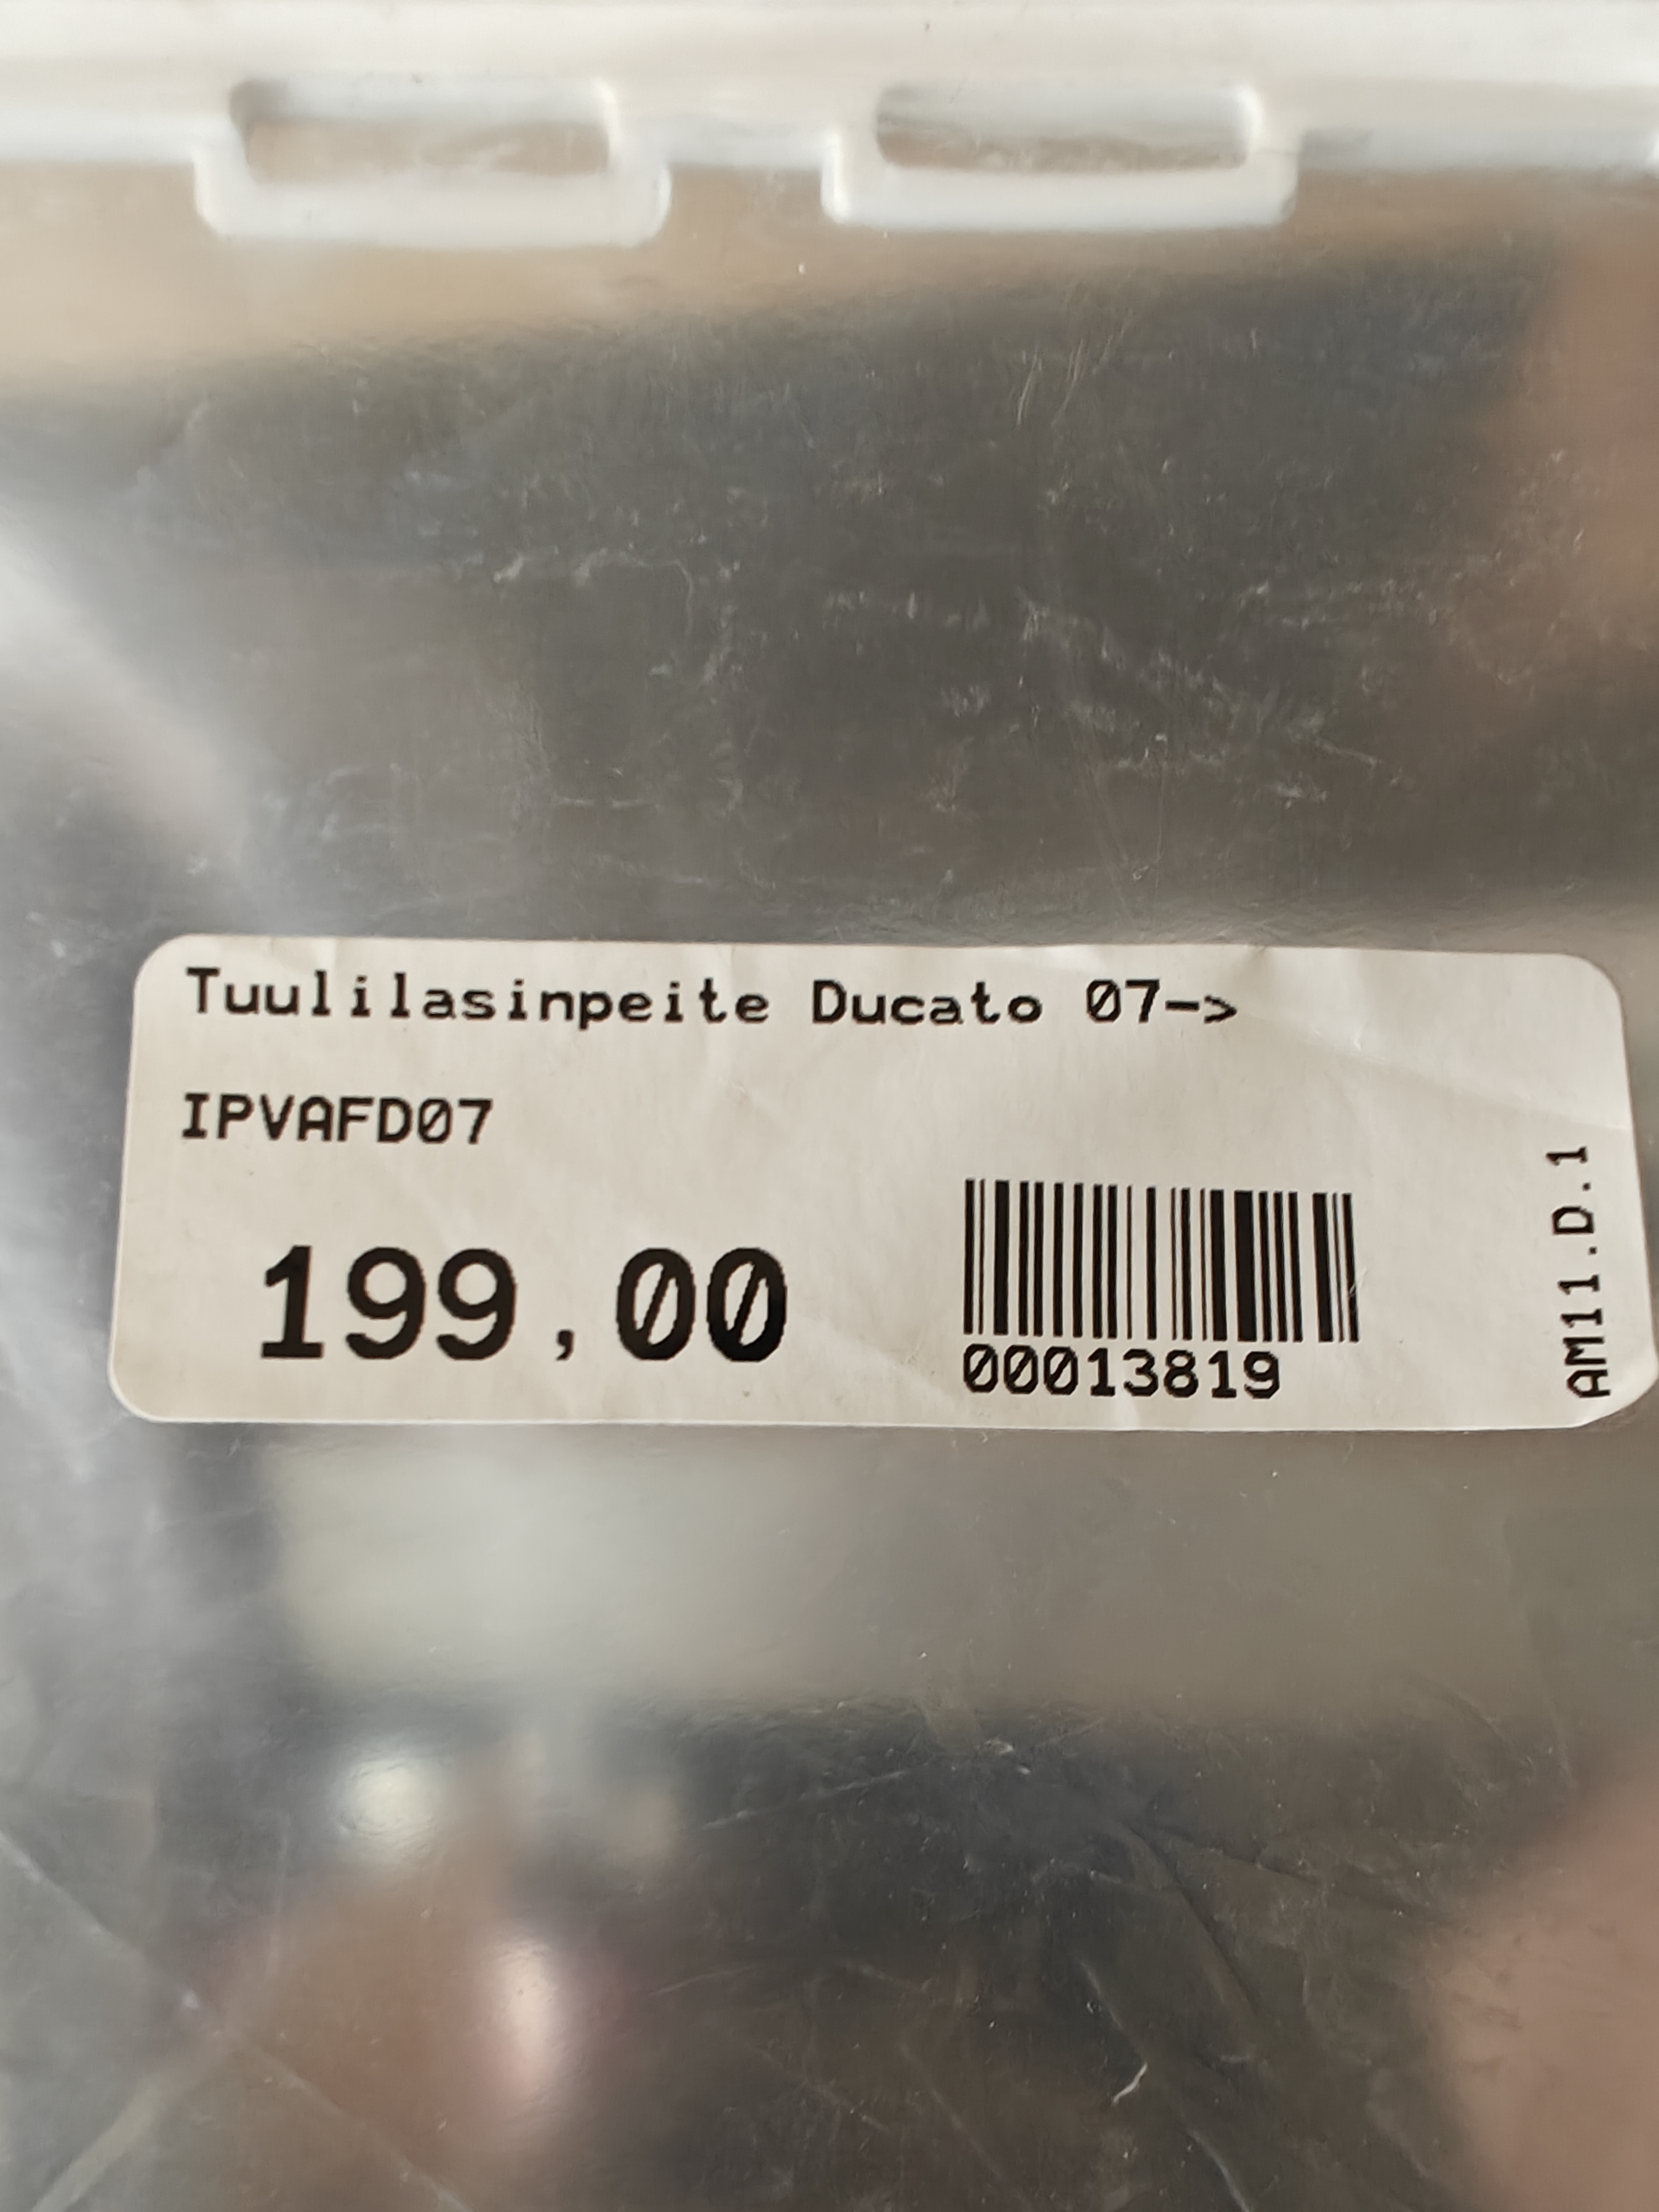 Tuulilasinpeite Ducato 07->
IPVAFD07
199,00
00013819
AM11.D.1